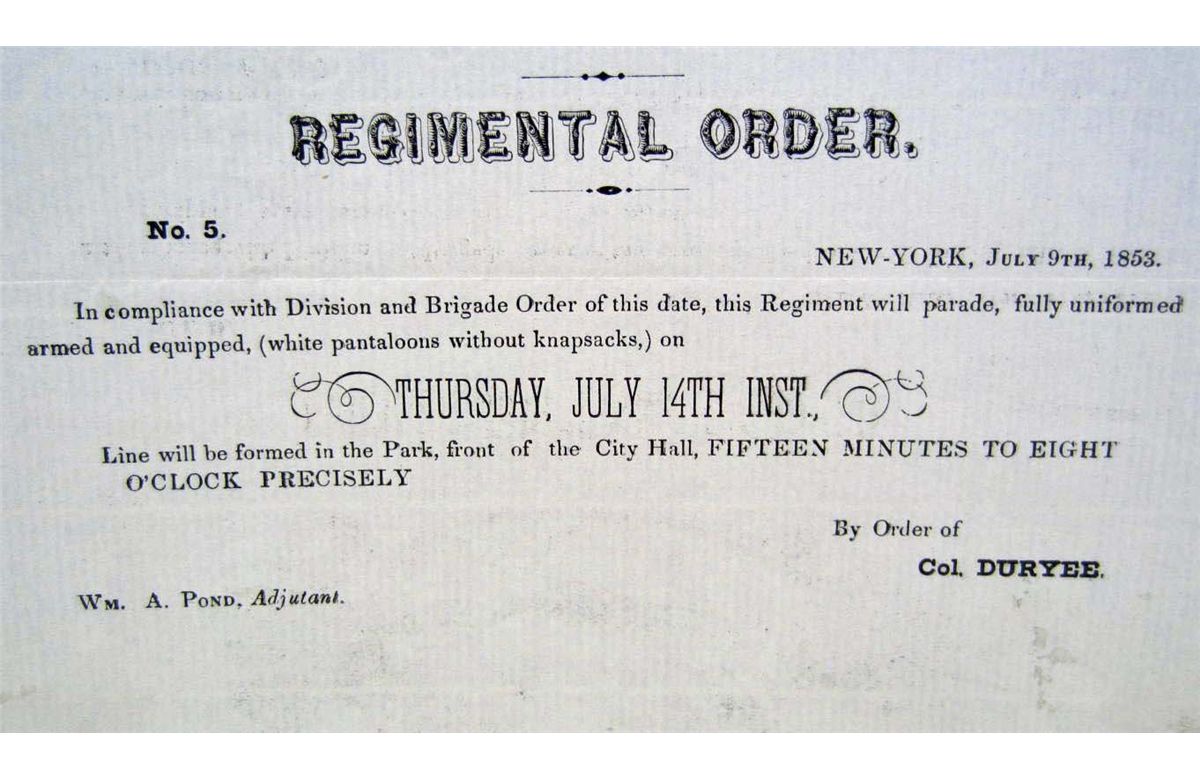 REGIMENTAL ORDER.
No. 5.
NEW-YORK, JULY 9TH, 1853.
In compliance with Division and Brigade Order of this date, this Regiment will parade, fully uniformed
armed and equipped, (white pantaloons without knapsacks,) on
THURSDAY, JULY 14TH INST.,
Line will be formed in the Park, front of the City Hall, FIFTEEN MINUTES TO EIGHT
O'CLOCK PRECISELY
By Order of
Col. DURYEE.
WM. A. POND, Adjutant.